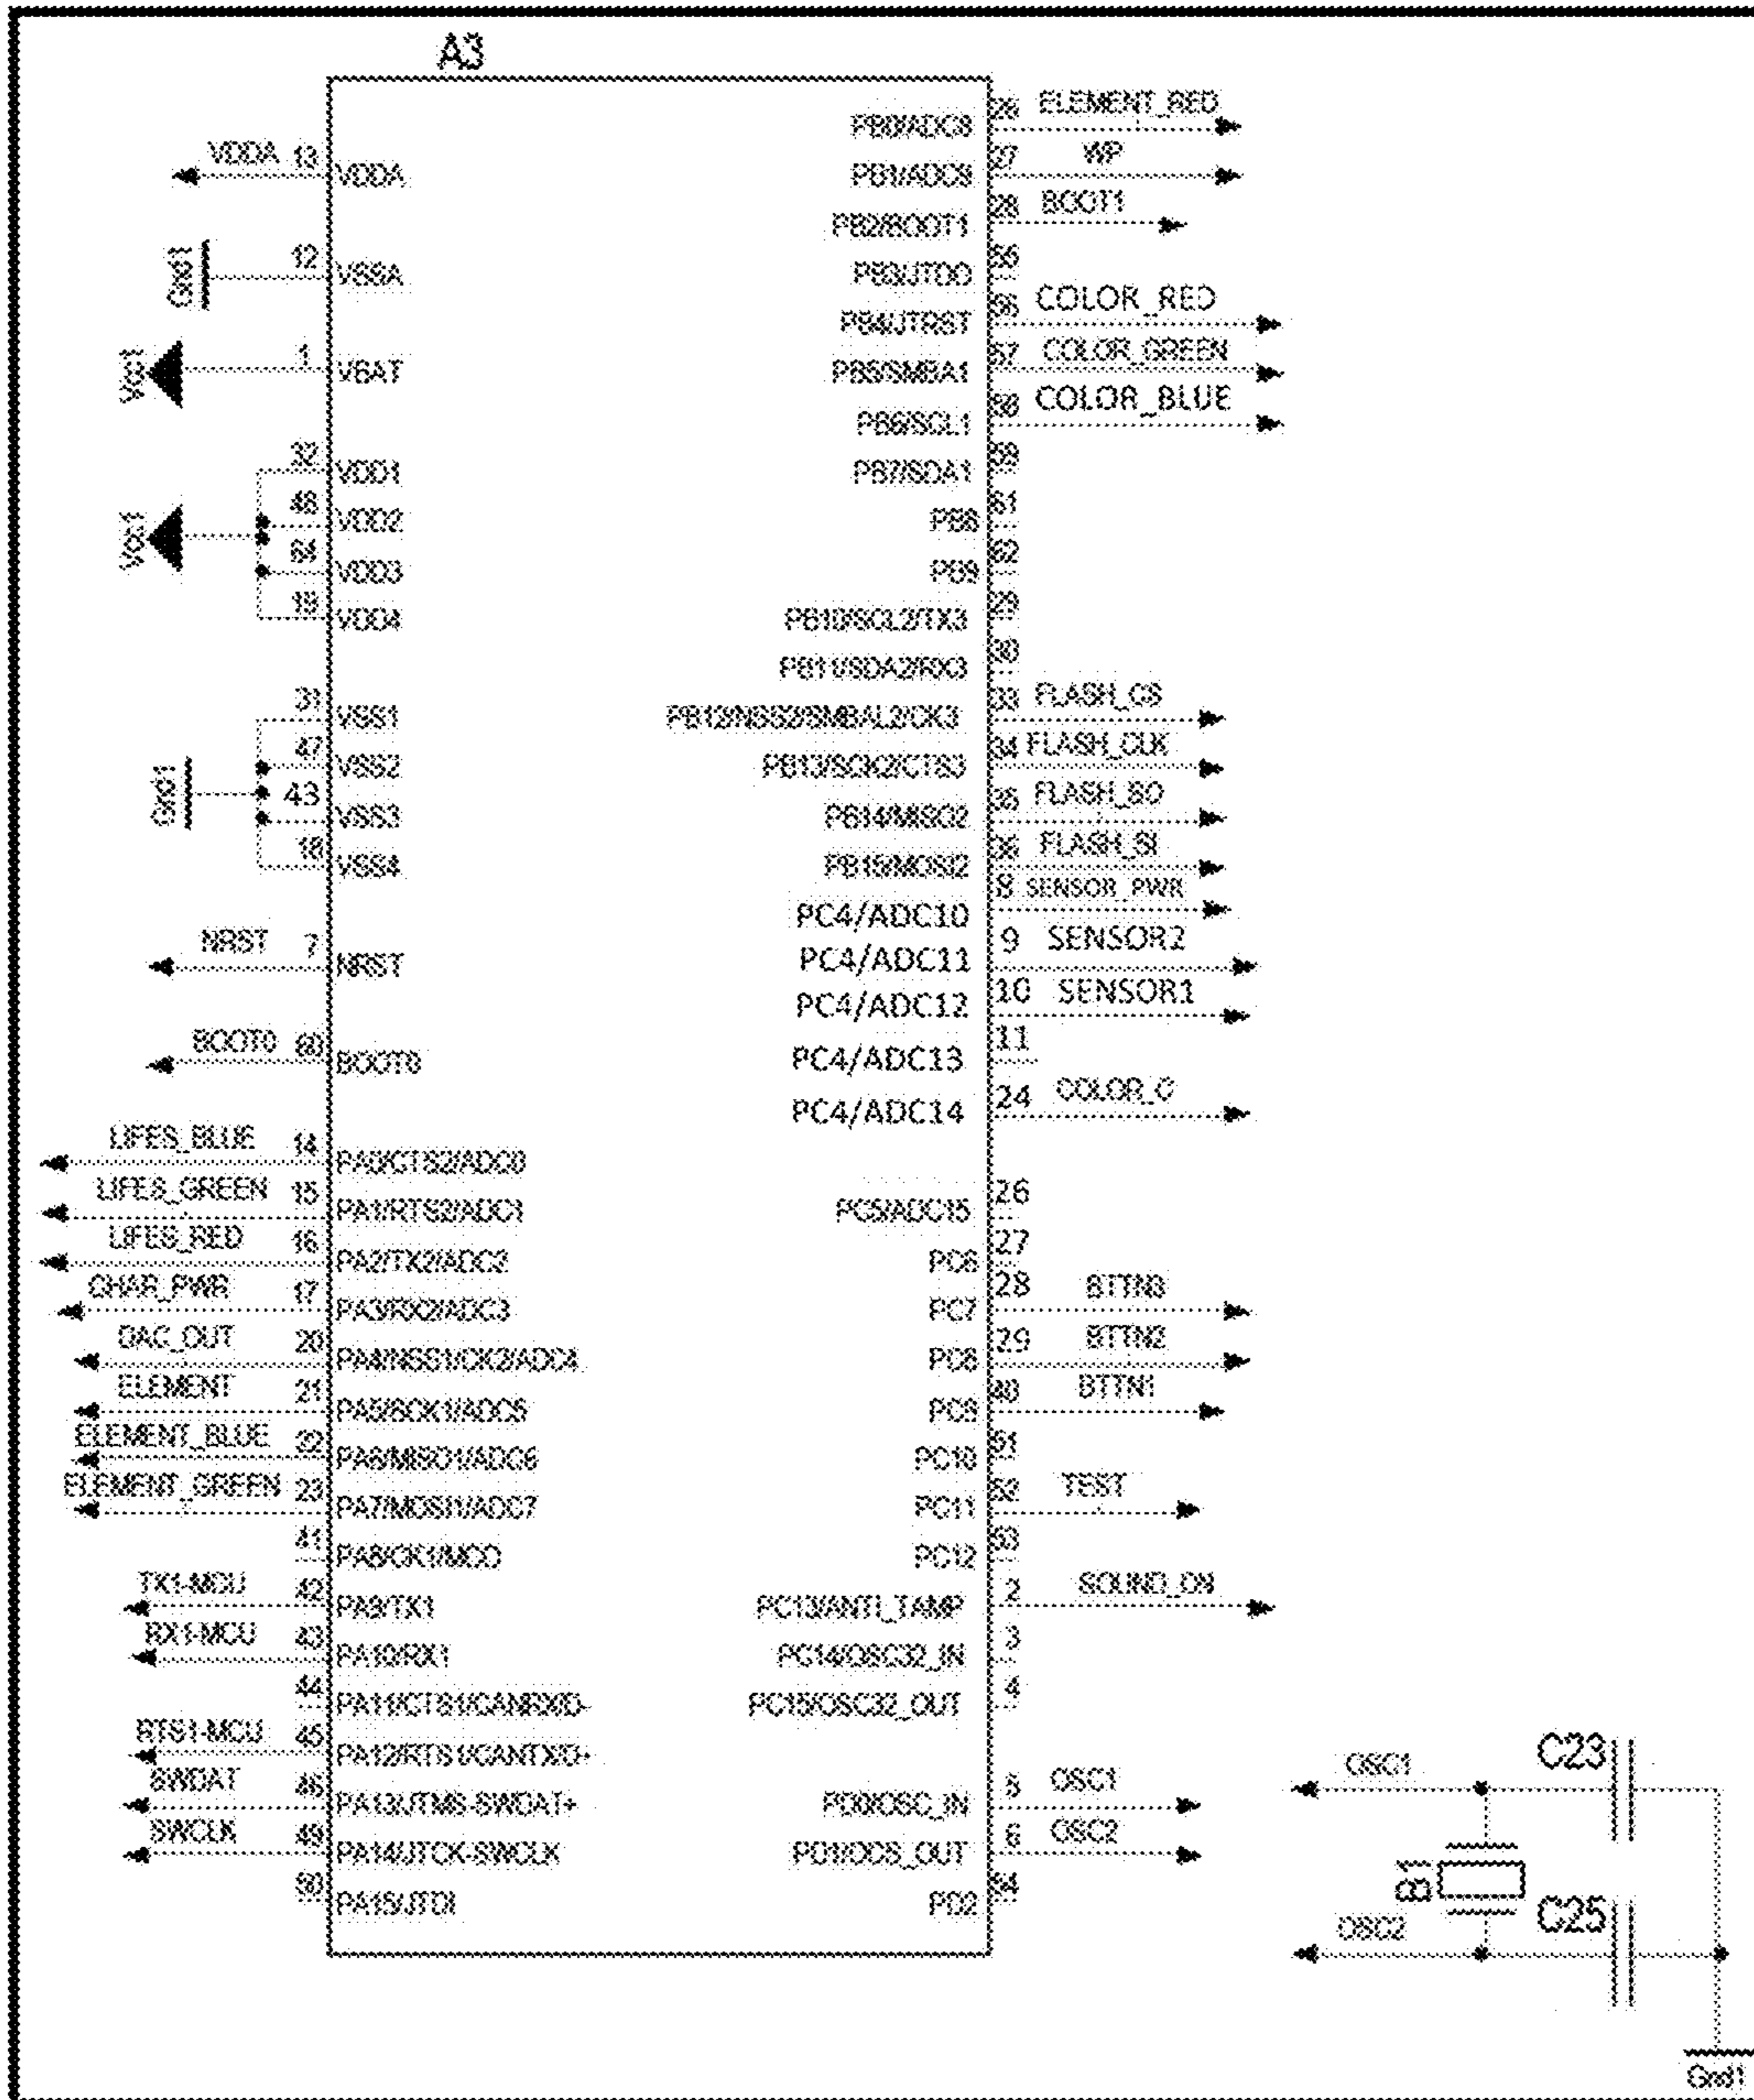 A3
VDDA 13 VDDA
Gnd1 12 VSSA
Vcc1 1 VBAT
32 VDD1
Vcc1 48 VDD2
64 VDD3
19 VDD4
31 VSS1
47 VSS2
Gnd1 43 VSS3
18 VSS4
NRST 7 NRST
BOOT0 60 BOOT0
LIFES_BLUE 14 PA0/CTS2/ADC0
LIFES_GREEN 15 PA1/RTS2/ADC1
LIFES_RED 16 PA2/TX2/ADC2
CHAR_PWR 17 PA3/RX2/ADC3
DAC_OUT 20 PA4/NSS1/CK2/ADC4
ELEMENT 21 PA5/SCK1/ADC5
ELEMENT_BLUE 22 PA6/MISO1/ADC6
ELEMENT_GREEN 23 PA7/MOSI1/ADC7
41 PA8/CK1/MCO
TX1-MCU 42 PA9/TX1
RX1-MCU 43 PA10/RX1
44 PA11/CTS1/CANRX/D-
RTS1-MCU 45 PA12/RTS1/CANTX/D+
SWDAT 46 PA13/JTMS-SWDAT+
SWCLK 49 PA14/JTCK-SWCLK
50 PA15/JTDI
PB0/ADC8 26 ELEMENT_RED
PB1/ADC9 27 WP
PB2/BOOT1 28 BOOT1
PB3/JTDO 55
PB4/JTRST 56 COLOR_RED
PB5/SMBA1 57 COLOR_GREEN
PB6/SCL1 58 COLOR_BLUE
PB7/SDA1 59
PB8 61
PB9 62
PB10/SCL2/TX3 29
PB11/SDA2/RX3 30
PB12/NSS2/SMBAL2/CK3 33 FLASH_CS
PB13/SCK2/CTS3 34 FLASH_CLK
PB14/MISO2 35 FLASH_SO
PB15/MOSI2 36 FLASH_SI
PC4/ADC10 8 SENSOR_PWR
PC4/ADC11 9 SENSOR2
PC4/ADC12 10 SENSOR1
PC4/ADC13 11
PC4/ADC14 24 COLOR_C
PC5/ADC15 26
PC6 27
PC7 28 BTTN3
PC8 29 BTTN2
PC9 40 BTTN1
PC10 51
PC11 52 TEST
PC12 53
PC13/ANTI_TAMP 2 SOUND_ON
PC14/OSC32_IN 3
PC15/OSC32_OUT 4
PD0/OSC_IN 5 OSC1
PD1/OCS_OUT 6 OSC2
PD2 54
OSC1 C23
B1
OSC2 C25
Gnd1